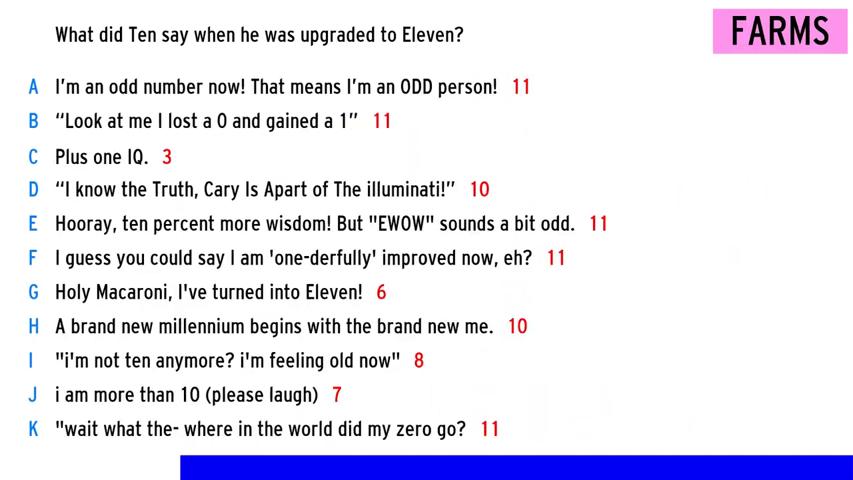 What did Ten say when he was upgraded to Eleven?
FARMS
A I'm an odd number now! That means I'm an ODD person! 11
B “Look at me I lost a 0 and gained a 1” 11
C Plus one IQ. 3
D “I know the Truth, Cary Is Apart of The illuminati!” 10
E Hooray, ten percent more wisdom! But "EWOW" sounds a bit odd. 11
F I guess you could say I am 'one-derfully' improved now, eh? 11
G Holy Macaroni, I've turned into Eleven! 6
H A brand new millennium begins with the brand new me. 10
I "i'm not ten anymore? i'm feeling old now" 8
J i am more than 10 (please laugh) 7
K "wait what the- where in the world did my zero go? 11